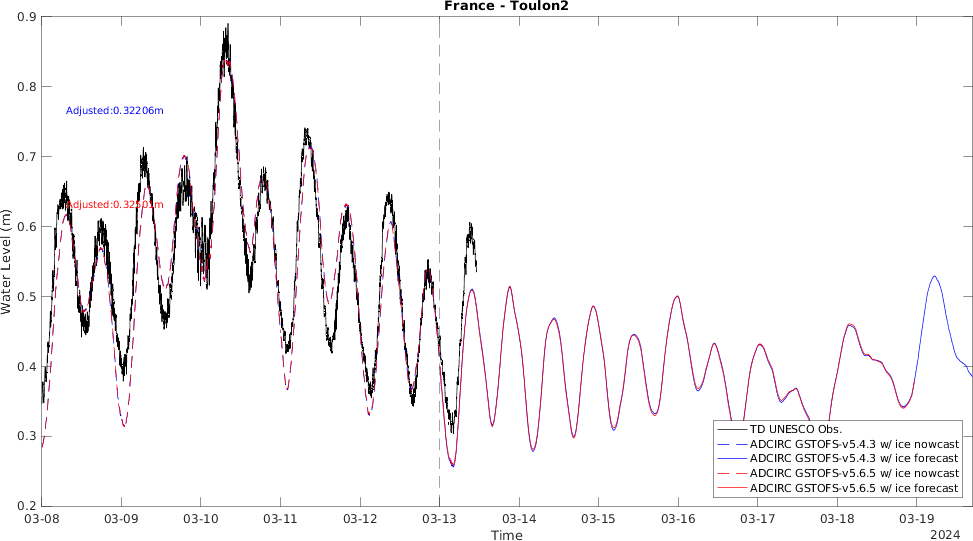 France - Toulon2
0.9
0.8
0.7
0.6
0.5
0.4
0.3
0.2
Water Level (m)
Adjusted:0.32206m
TD UNESCO Obs.
ADCIRC GSTOFS-v5.4.3 w/ ice nowcast
ADCIRC GSTOFS-v5.4.3 w/ ice forecast
ADCIRC GSTOFS-v5.6.5 w/ ice nowcast
ADCIRC GSTOFS-v5.6.5 w/ ice forecast
03-08 03-09 03-10 03-11 03-12 03-13 03-14 03-15 03-16 03-17 03-18 03-19
Time
2024